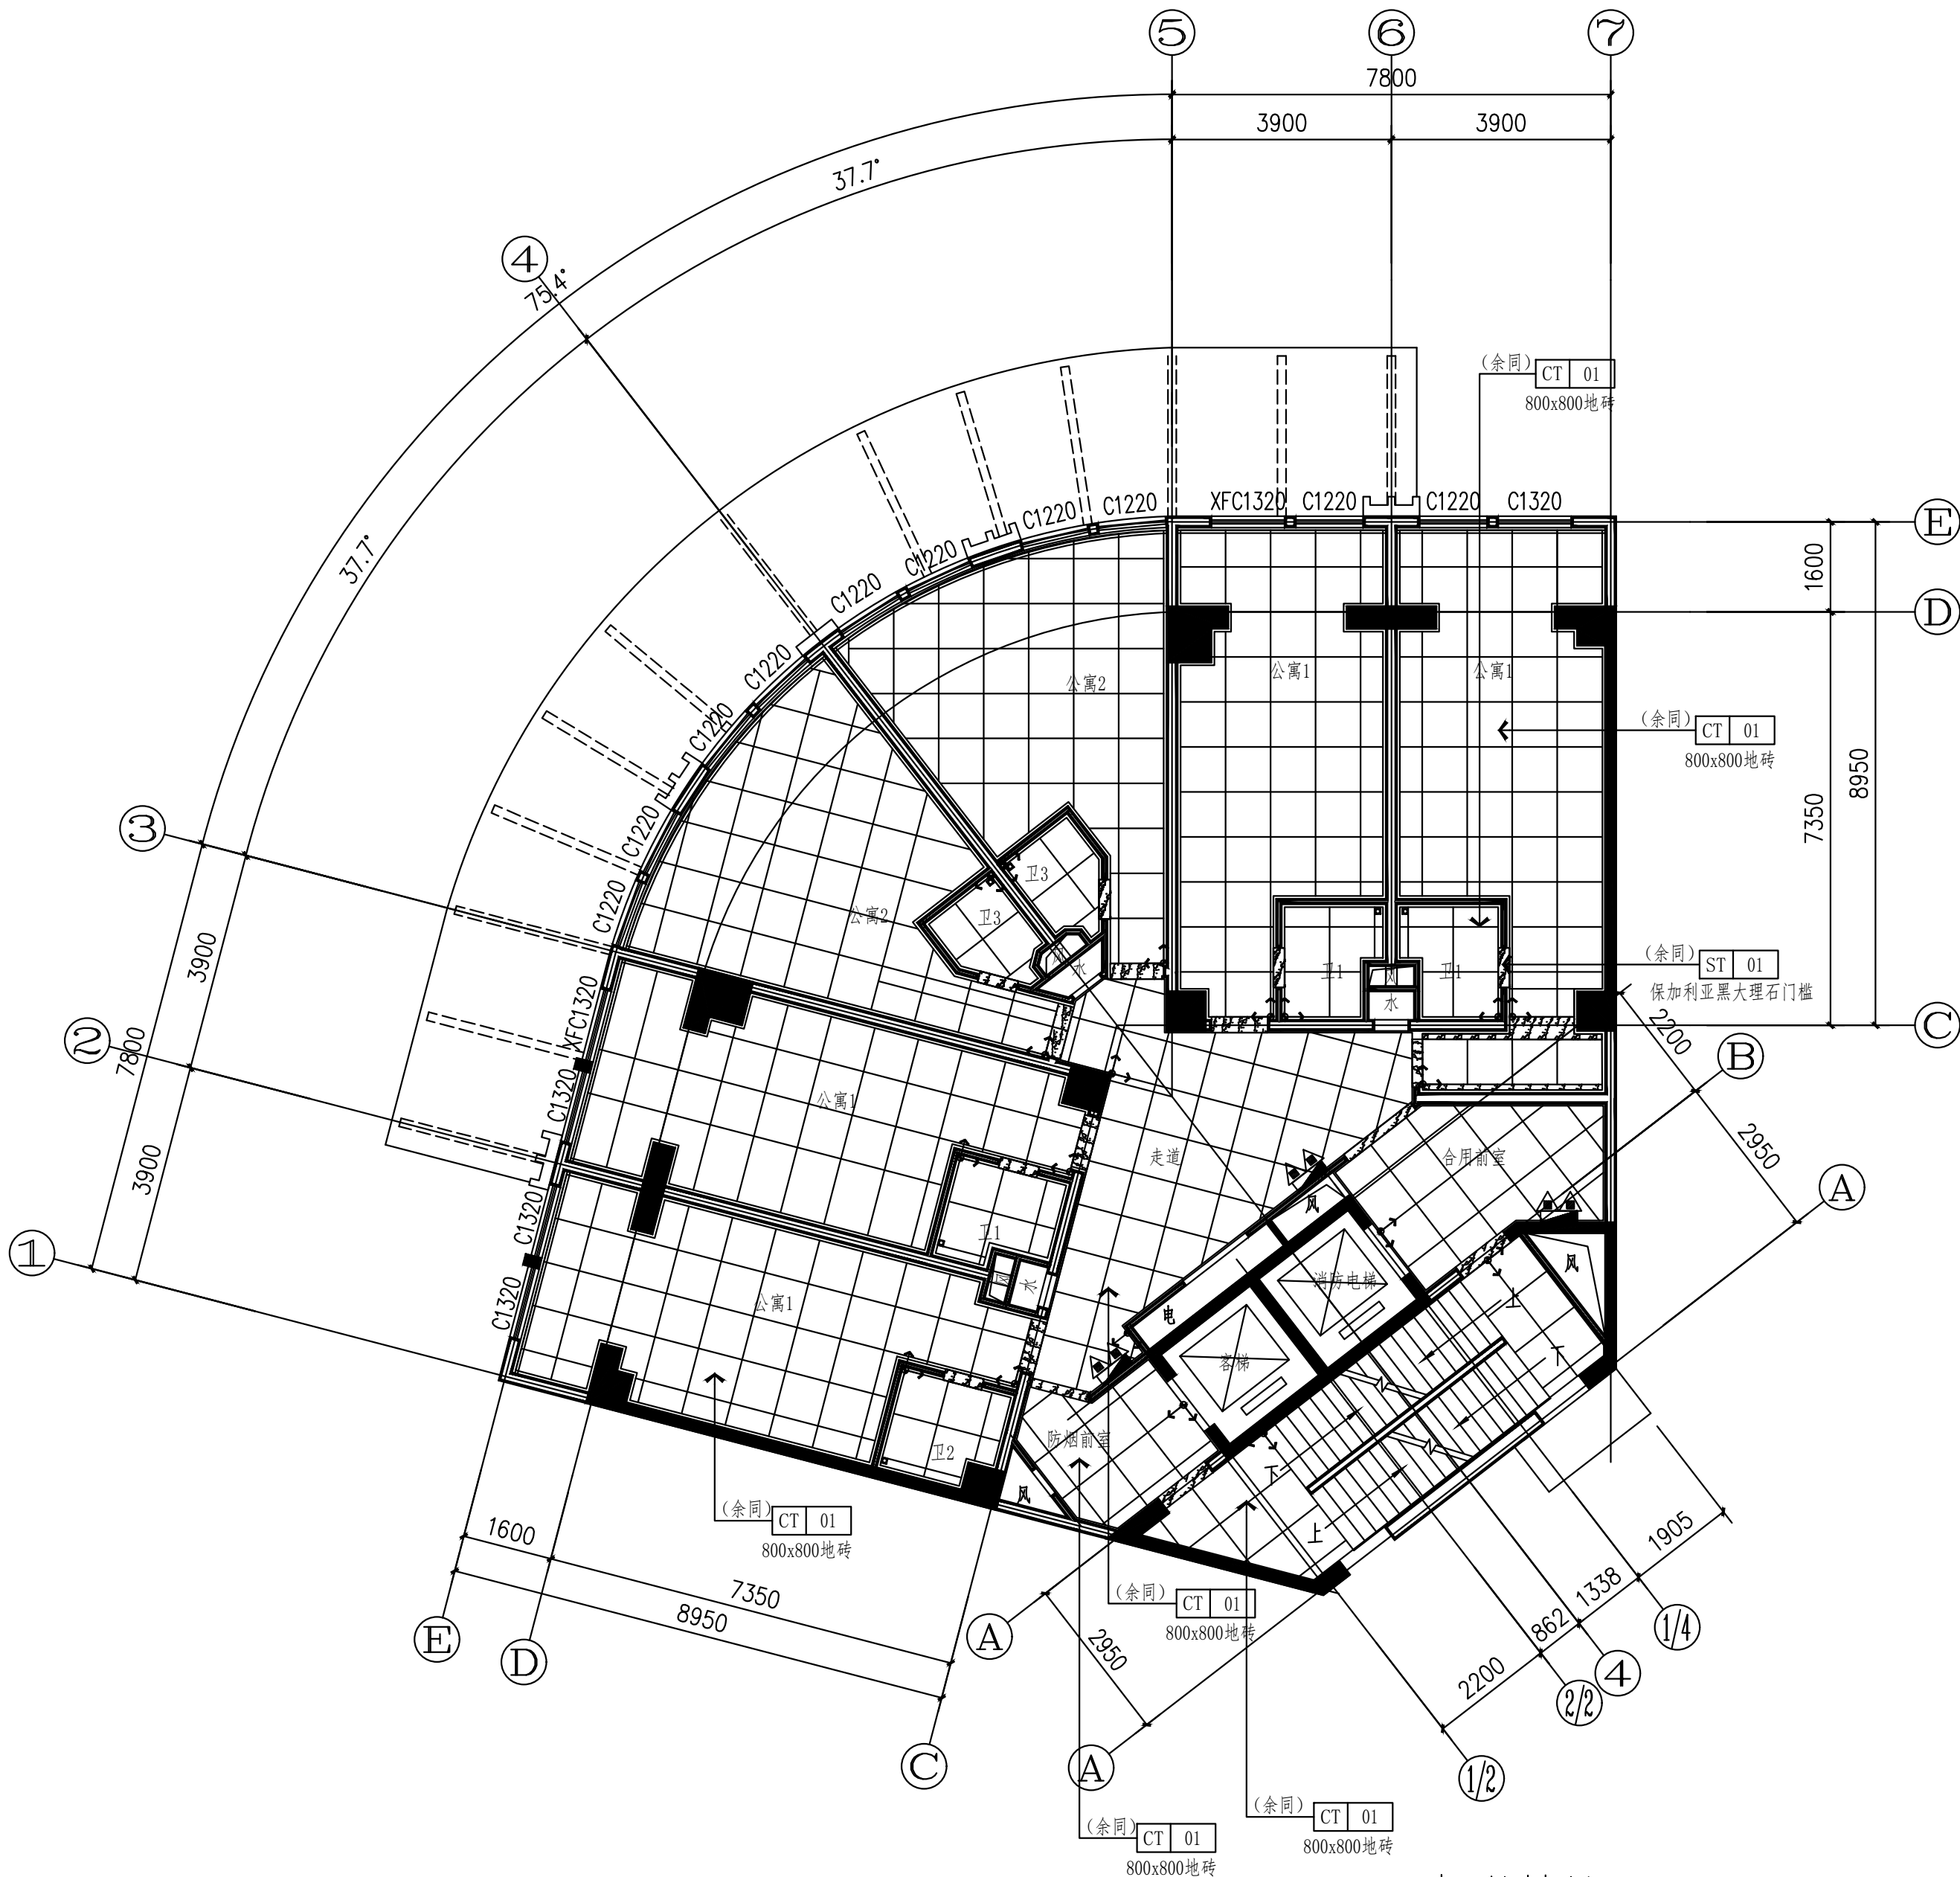 5
6
7
7800
3900
3900
37.7°
4
75.4°
(余同)
CT 01
800x800地砖
XFC1320
C1220
C1220
C1320
C1220
C1220
C1220
C1220
E
1600
37.7°
D
C1220
公寓2
公寓1
公寓1
(余同)
CT 01
800x800地砖
C1220
8950
7350
3
C1220
卫3
公寓2
卫3
C1220
3900
风
水
卫1
风
卫1
水
(余同)
ST 01
保加利亚黑大理石门槛
2200
C
XFC1320
2
7800
B
C1320
公寓1
走道
合用前室
2950
3900
A
C1320
卫1
风
风
1
风
水
消防电梯
上
C1320
公寓1
电
客梯
下
卫2
防烟前室
下
风
上
(余同)
CT 01
800x800地砖
1600
1905
7350
8950
(余同)
CT 01
800x800地砖
1338
862
1/4
E
D
A
2950
2200
4
2/2
C
A
1/2
(余同)
CT 01
800x800地砖
(余同)
CT 01
800x800地砖